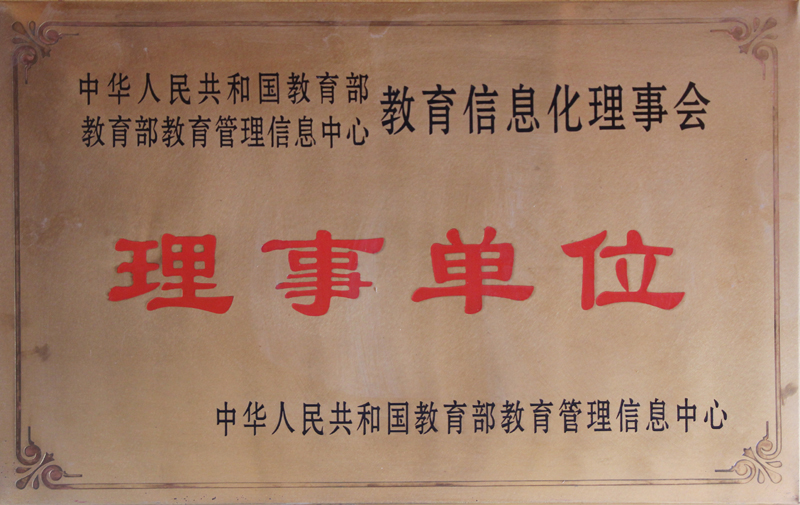 中华人民共和国教育部
教育部教育管理信息中心 教育信息化理事会
理事单位
中华人民共和国教育部教育管理信息中心